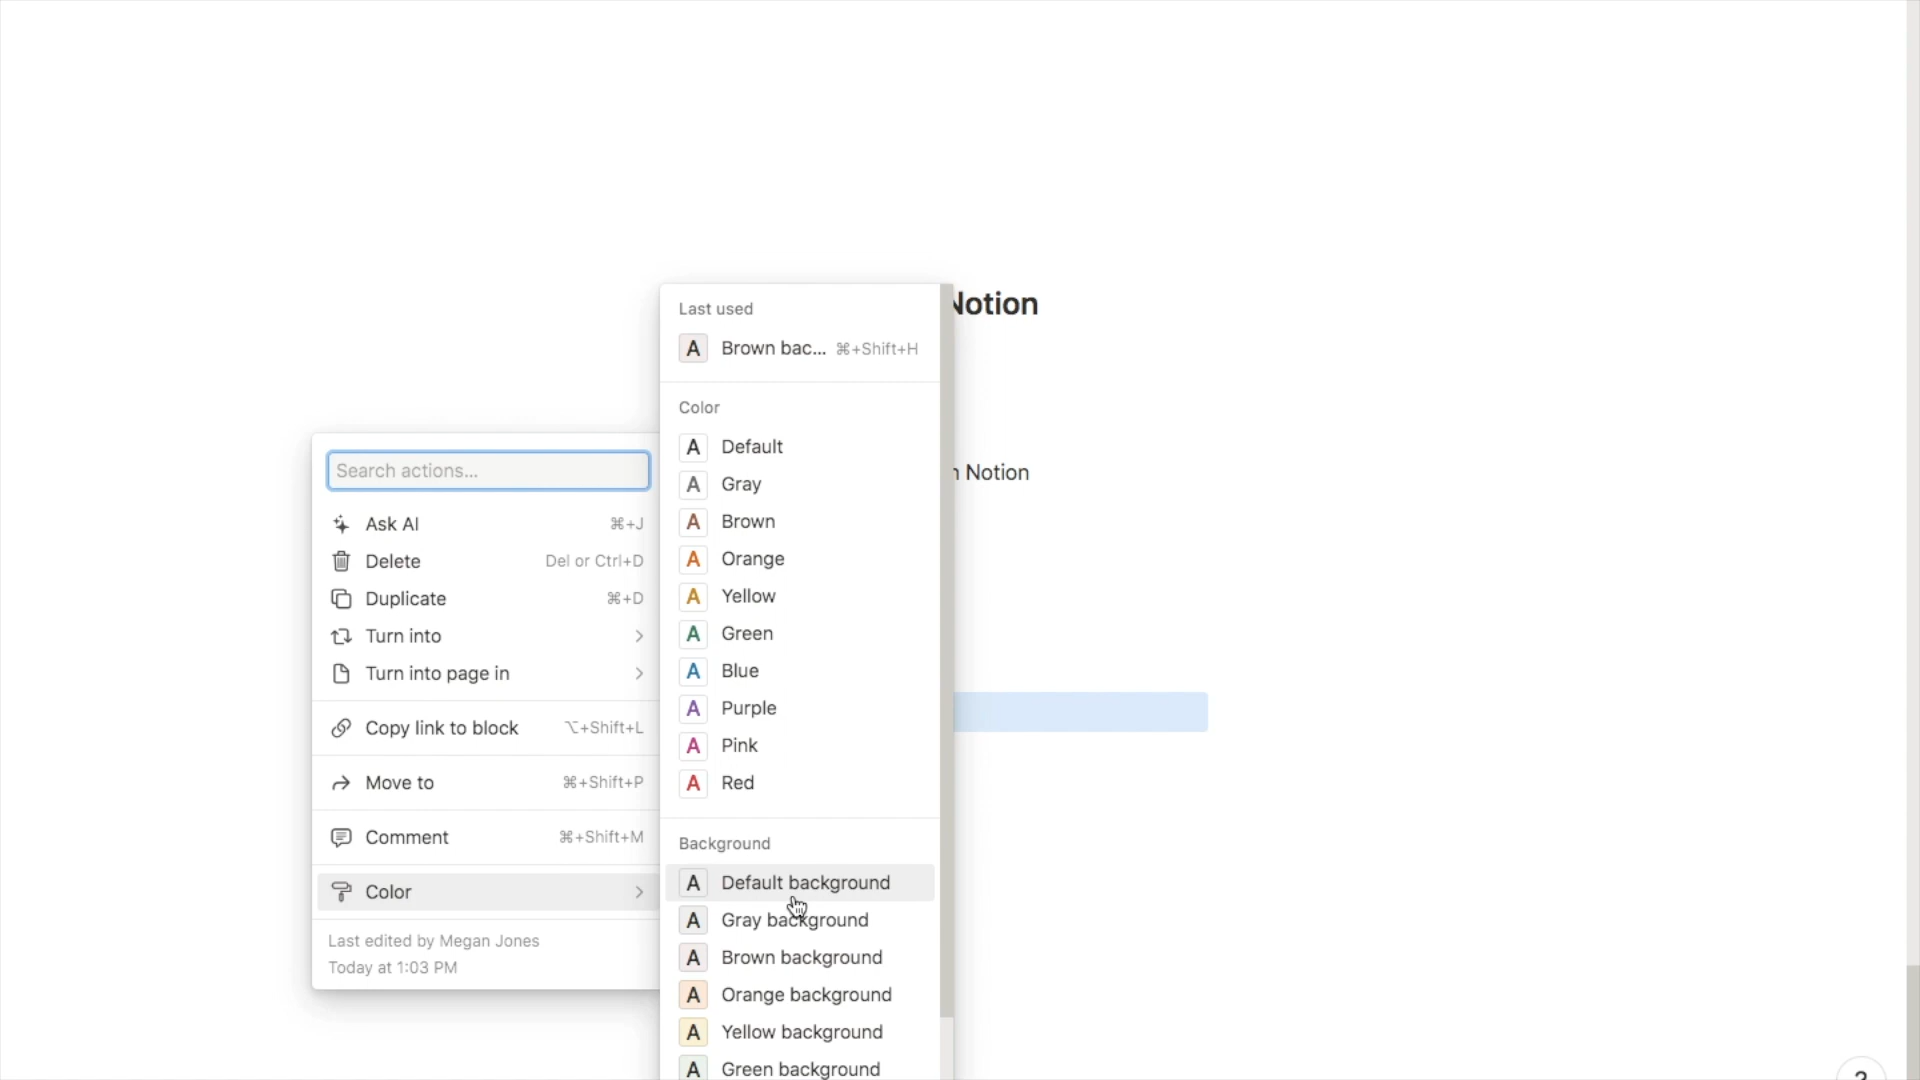 Notion
n Notion
Search actions...
Ask AI ⌘+J
Delete Del or Ctrl+D
Duplicate ⌘+D
Turn into
Turn into page in
Copy link to block ⌥+Shift+L
Move to ⌘+Shift+P
Comment ⌘+Shift+M
Color
Last edited by Megan Jones
Today at 1:03 PM
Last used
A Brown bac... ⌘+Shift+H
Color
A Default
A Gray
A Brown
A Orange
A Yellow
A Green
A Blue
A Purple
A Pink
A Red
Background
A Default background
A Gray background
A Brown background
A Orange background
A Yellow background
A Green background
?